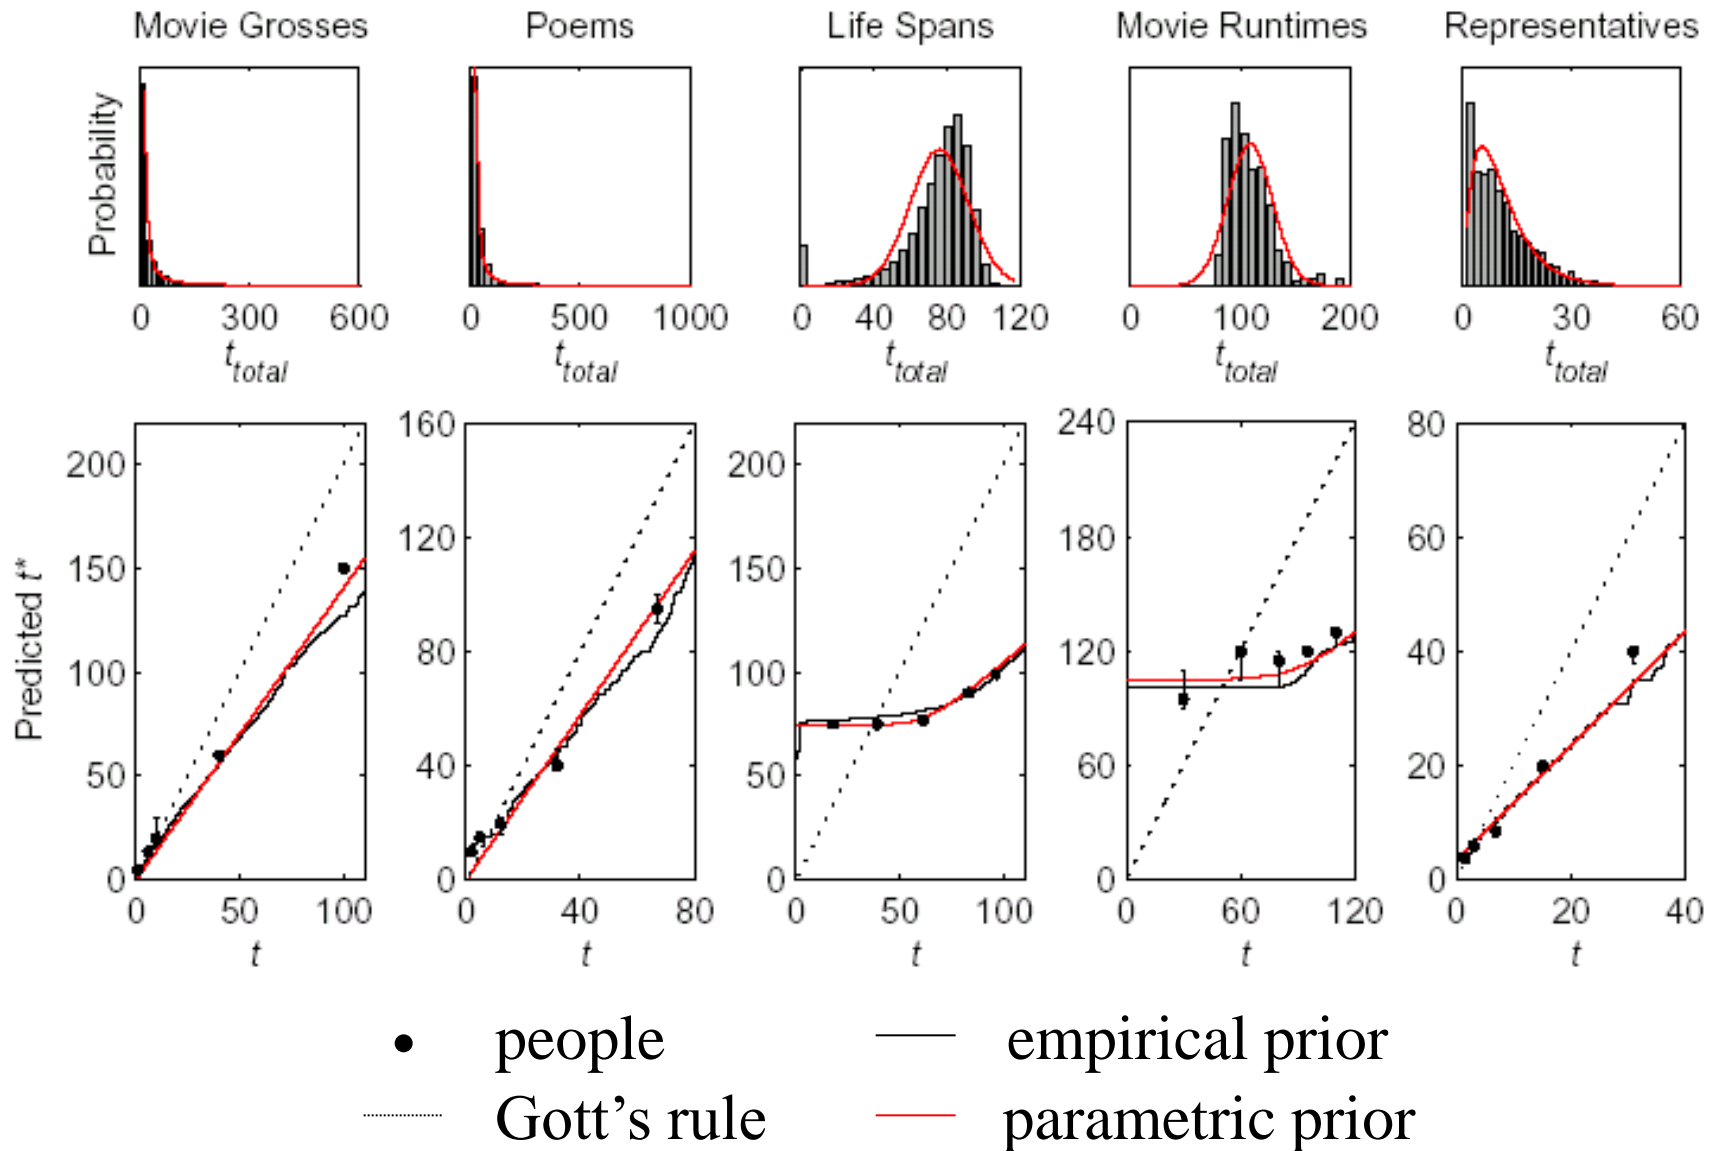 Movie Grosses Poems Life Spans Movie Runtimes Representatives
Probability
0 300 600 0 500 1000 0 40 80 120 0 100 200 0 30 60
t_total t_total t_total t_total t_total
Predicted t*
200
150
100
50
0
0 50 100
t
160
120
80
40
0
0 40 80
t
200
150
100
50
0
0 50 100
t
240
180
120
60
0
0 60 120
t
80
60
40
20
0
0 20 40
t
people empirical prior
Gott’s rule parametric prior